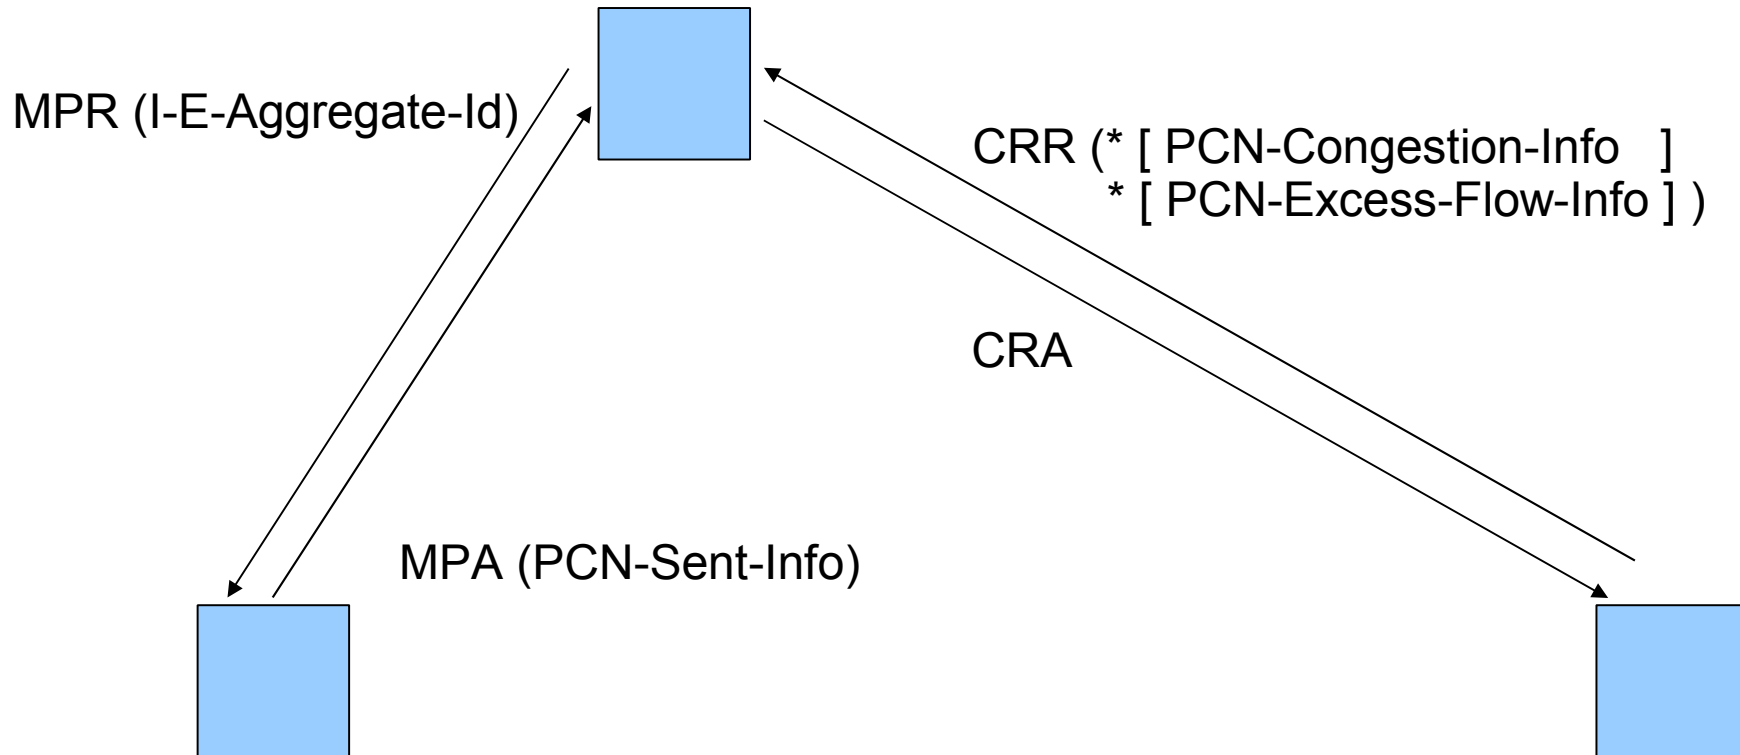 MPR (I-E-Aggregate-Id)
CRR (* [ PCN-Congestion-Info ]
* [ PCN-Excess-Flow-Info ] )
CRA
MPA (PCN-Sent-Info)